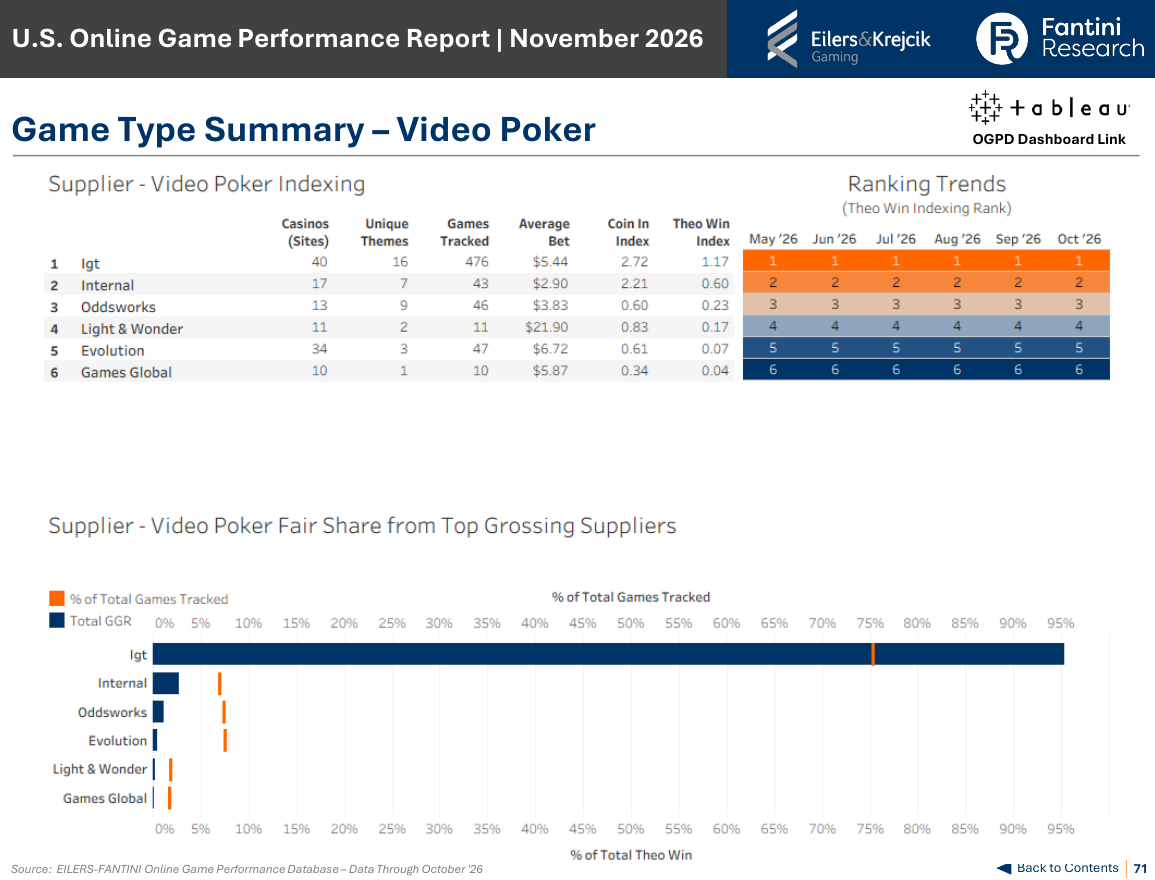 U.S. Online Game Performance Report | November 2026
Eilers&Krejcik
Gaming
Fantini
Research
Game Type Summary – Video Poker
+ a b l e a u
OGPD Dashboard Link
Supplier - Video Poker Indexing
Ranking Trends
(Theo Win Indexing Rank)
Casinos (Sites) Unique Themes Games Tracked Average Bet Coin In Index Theo Win Index May '26 Jun '26 Jul '26 Aug '26 Sep '26 Oct '26
1 Igt 40 16 476 $5.44 2.72 1.17 1 1 1 1 1 1
2 Internal 17 7 43 $2.90 2.21 0.60 2 2 2 2 2 2
3 Oddsworks 13 9 46 $3.83 0.60 0.23 3 3 3 3 3 3
4 Light & Wonder 11 2 11 $21.90 0.83 0.17 4 4 4 4 4 4
5 Evolution 34 3 47 $6.72 0.61 0.07 5 5 5 5 5 5
6 Games Global 10 1 10 $5.87 0.34 0.04 6 6 6 6 6 6
Supplier - Video Poker Fair Share from Top Grossing Suppliers
% of Total Games Tracked
% of Total Games Tracked
Total GGR
0% 5% 10% 15% 20% 25% 30% 35% 40% 45% 50% 55% 60% 65% 70% 75% 80% 85% 90% 95%
Igt
Internal
Oddsworks
Evolution
Light & Wonder
Games Global
0% 5% 10% 15% 20% 25% 30% 35% 40% 45% 50% 55% 60% 65% 70% 75% 80% 85% 90% 95%
% of Total Theo Win
Source: EILERS-FANTINI Online Game Performance Database – Data Through October '26
Back to Contents | 71